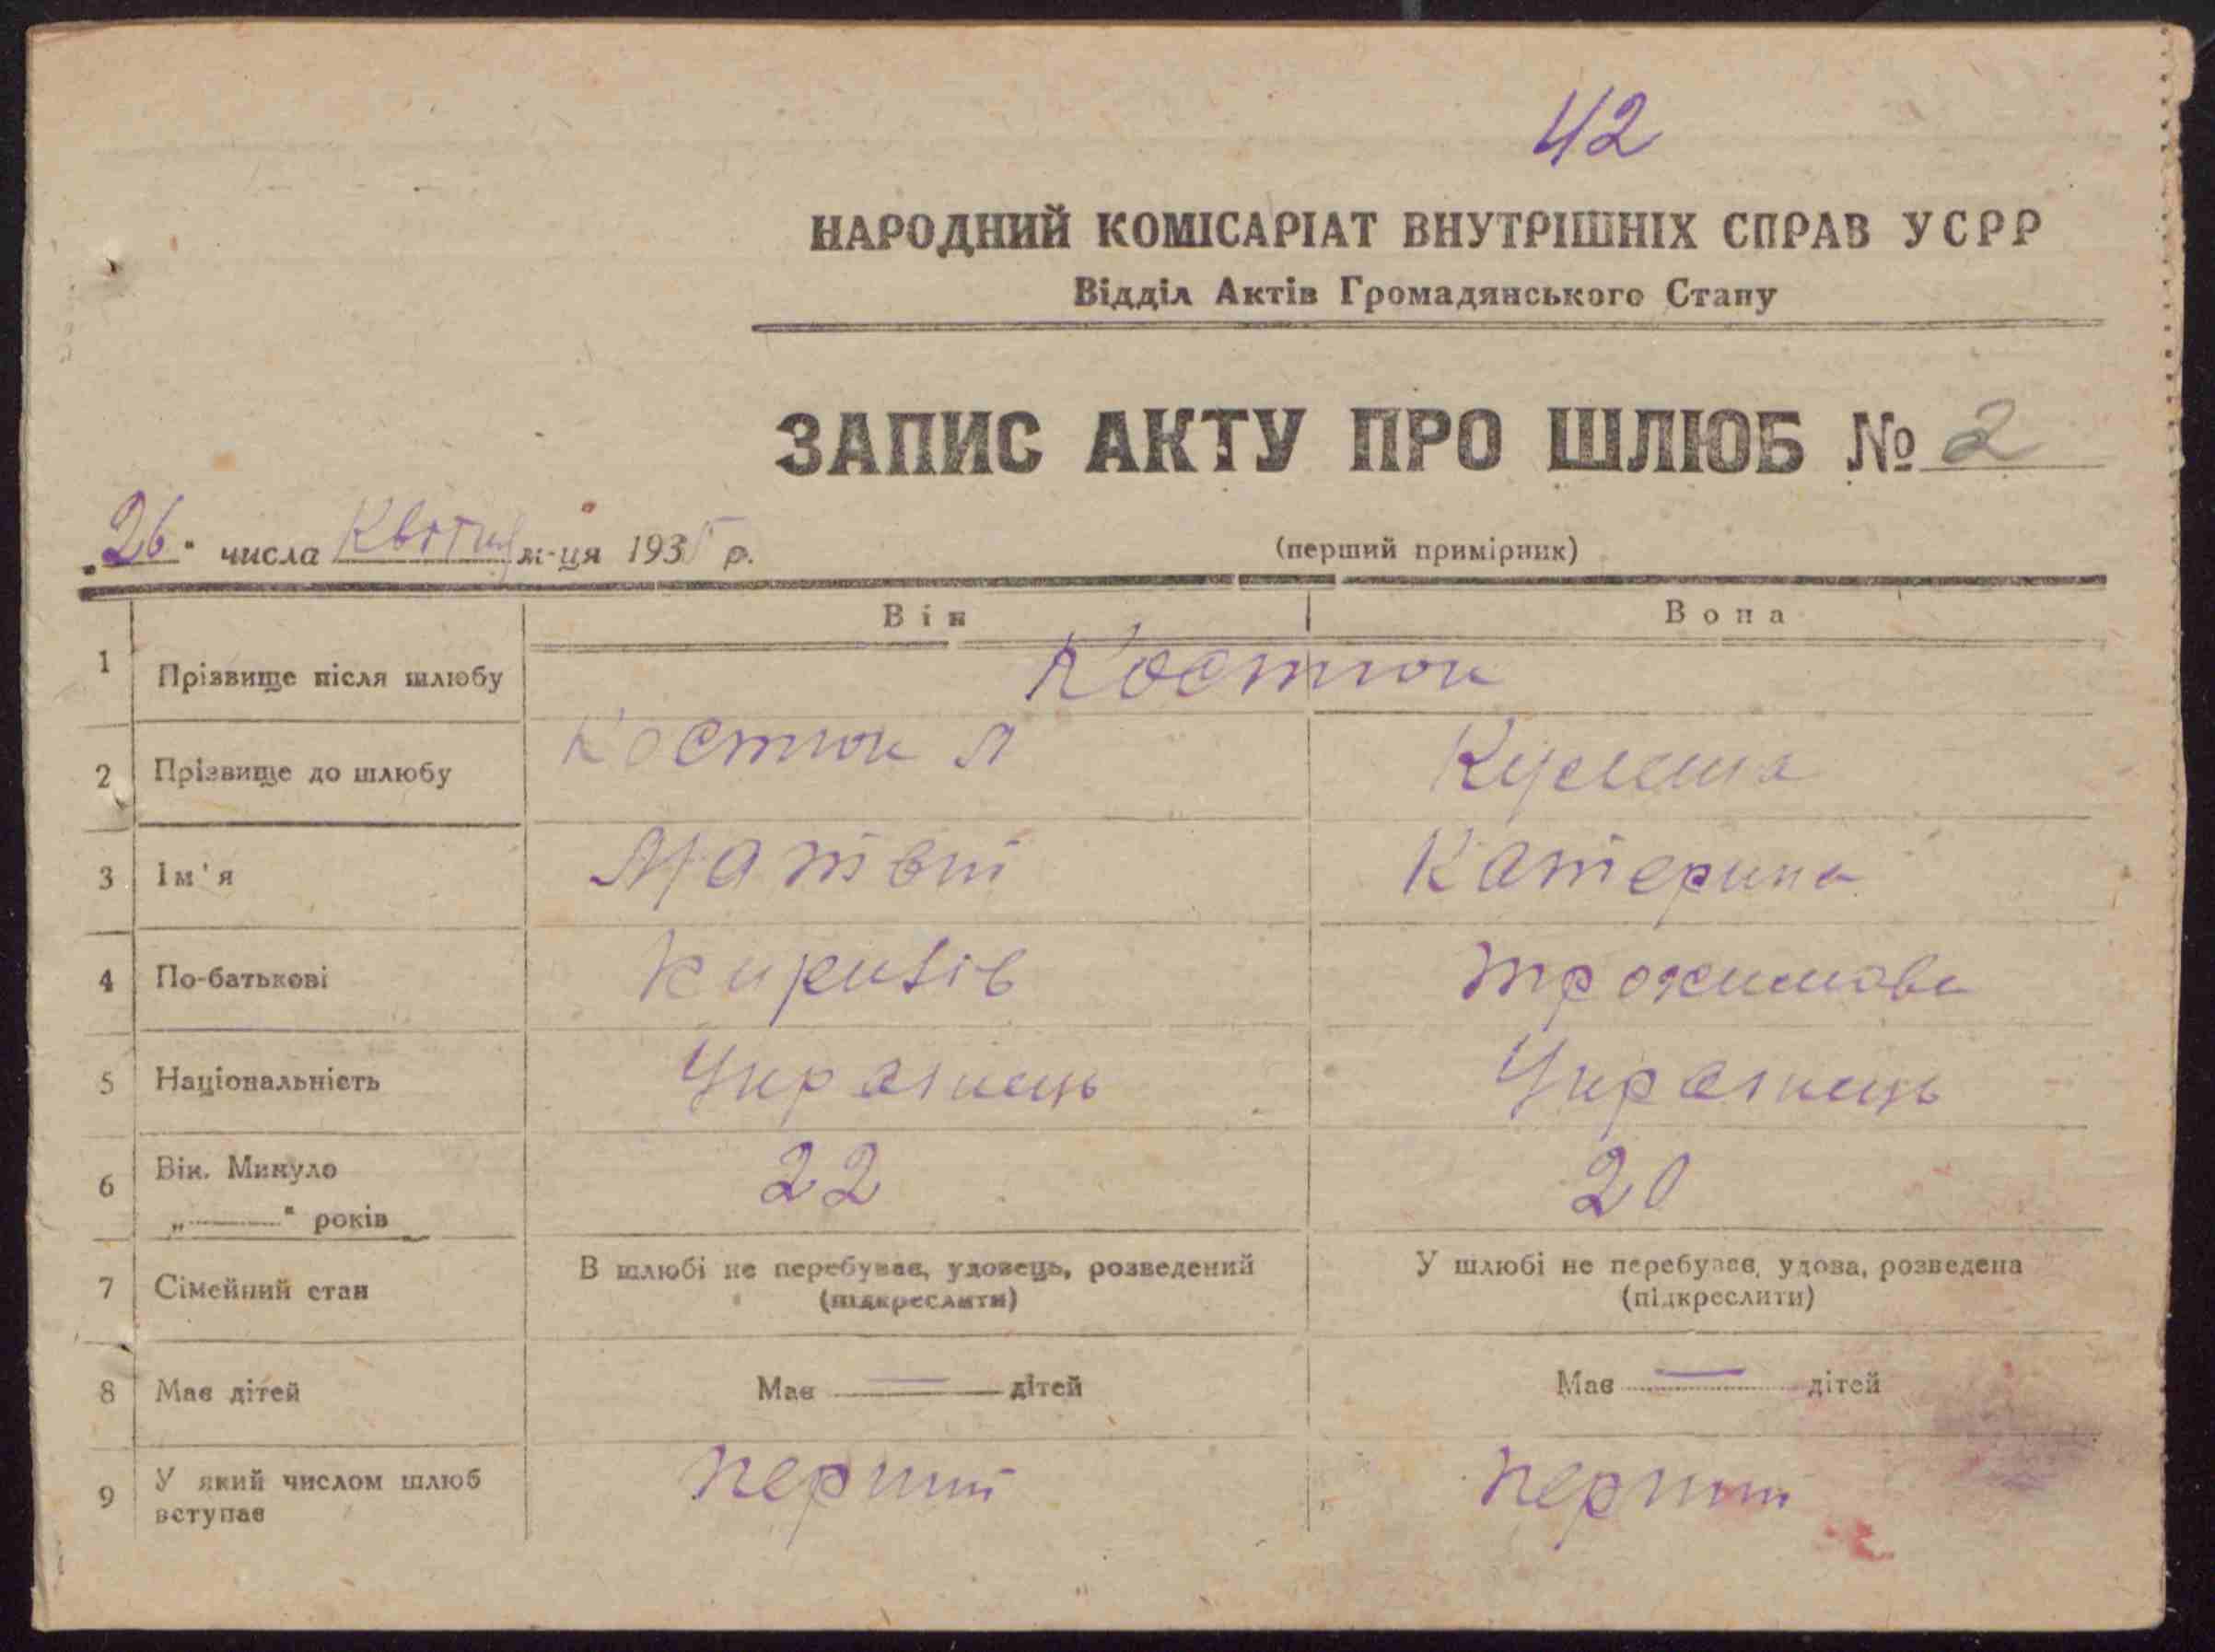 42
НАРОДНИЙ КОМІСАРІАТ ВНУТРІШНІХ СПРАВ УСРР
Відділ Актів Громадянського Стану
ЗАПИС АКТУ ПРО ШЛЮБ № 2
„26" числа м-ця 1935 р.
(перший примірник)
Він Вона
1 Прізвище після шлюбу Костюк
2 Прізвище до шлюбу Костюк Кулеша
3 Ім'я Матвій Катерина
4 По-батькові Трохимова
5 Національність Українець Українець
6 Вік. Минуло 22 20
„ " років
7 Сімейний стан В шлюбі не перебуває, удовець, розведений У шлюбі не перебуває, удова, розведена
(підкреслити) (підкреслити)
8 Має дітей Має — дітей Має — дітей
9 У який числом шлюб перший перший
вступає